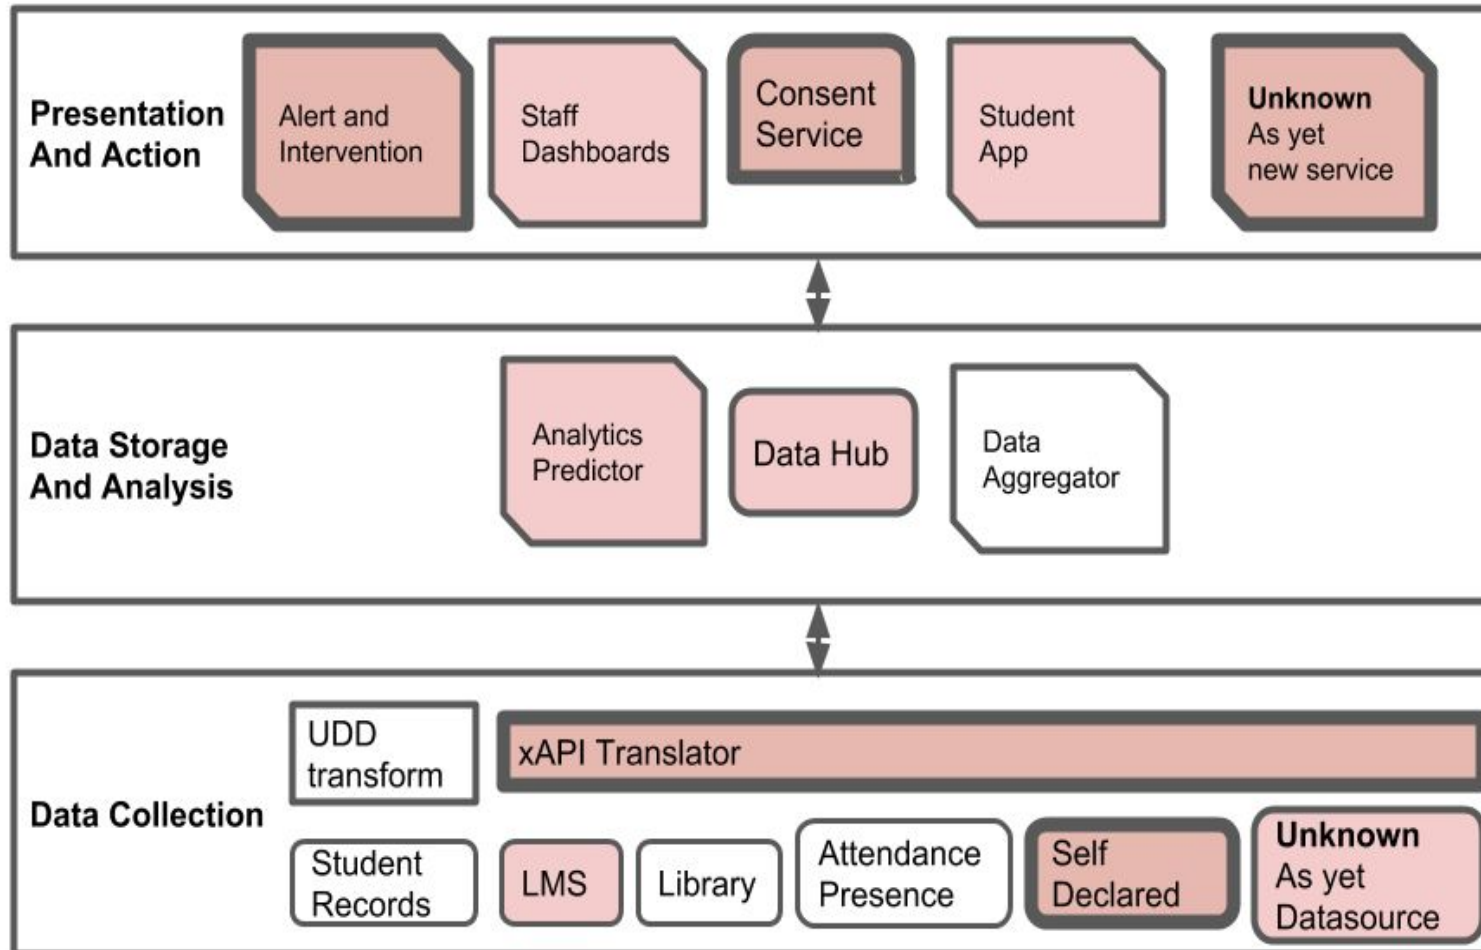 Presentation
And Action
Alert and
Intervention
Staff
Dashboards
Consent
Service
Student
App
Unknown
As yet
new service
Data Storage
And Analysis
Analytics
Predictor
Data Hub
Data
Aggregator
Data Collection
UDD
transform
xAPI Translator
Student
Records
LMS
Library
Attendance
Presence
Self
Declared
Unknown
As yet
Datasource